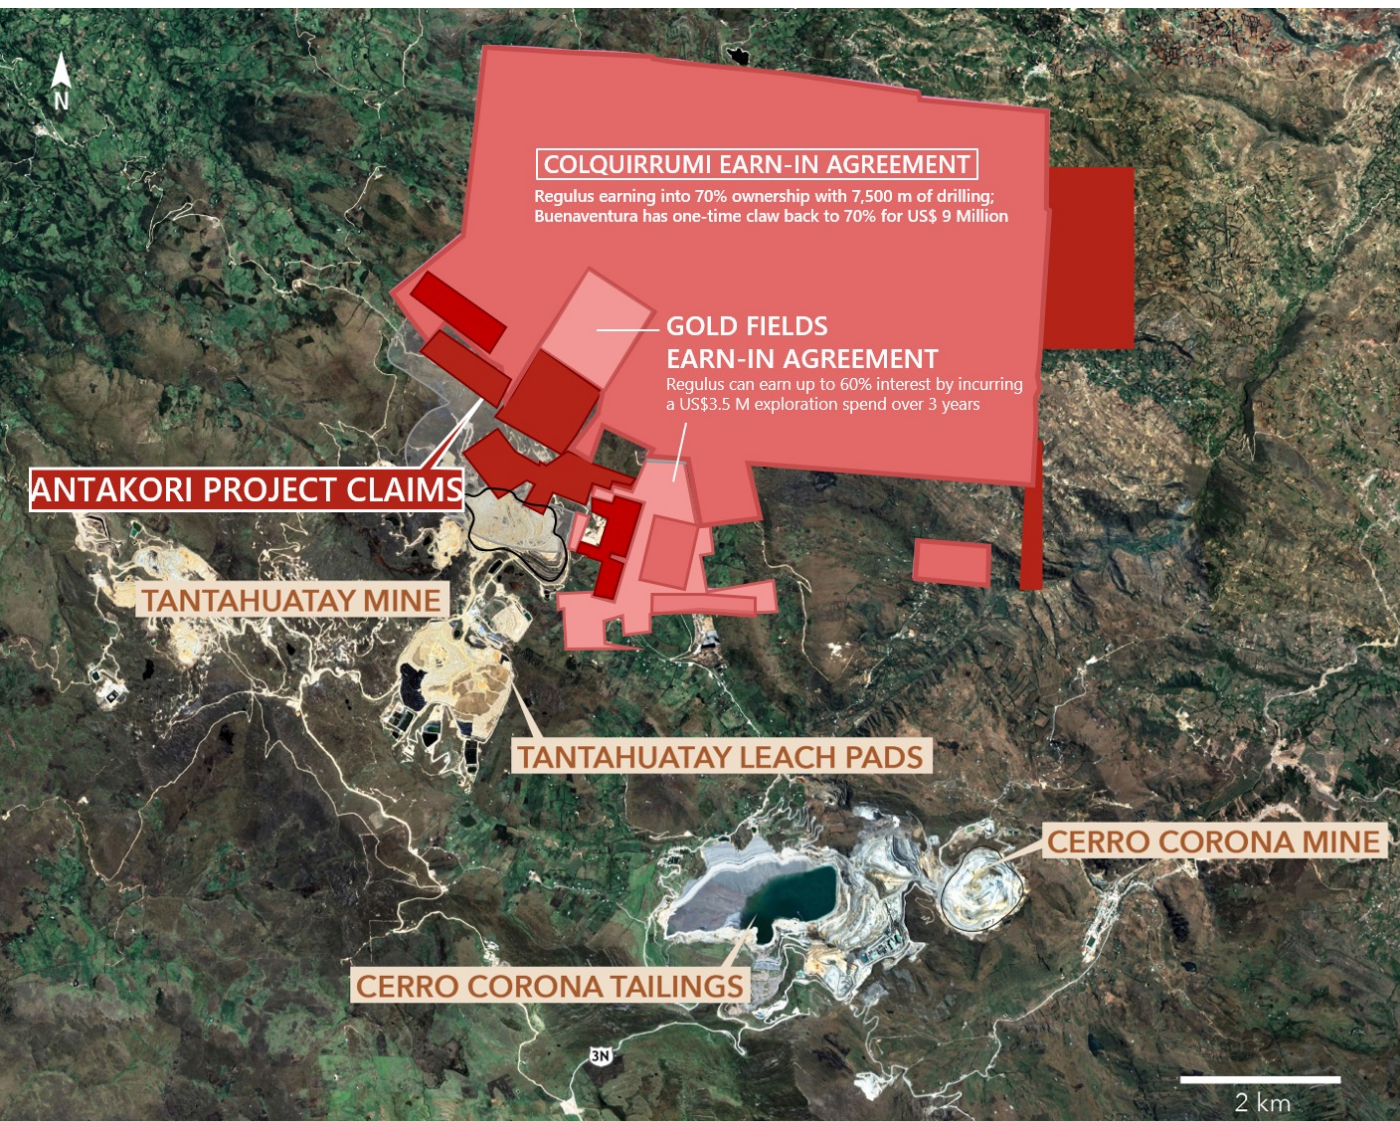 N
COLQUIRRUMI EARN-IN AGREEMENT
Regulus earning into 70% ownership with 7,500 m of drilling;
Buenaventura has one-time claw back to 70% for US$ 9 Million
GOLD FIELDS
EARN-IN AGREEMENT
Regulus can earn up to 60% interest by incurring
a US$3.5 M exploration spend over 3 years
ANTAKORI PROJECT CLAIMS
TANTAHUATAY MINE
TANTAHUATAY LEACH PADS
CERRO CORONA MINE
CERRO CORONA TAILINGS
3N
2 km